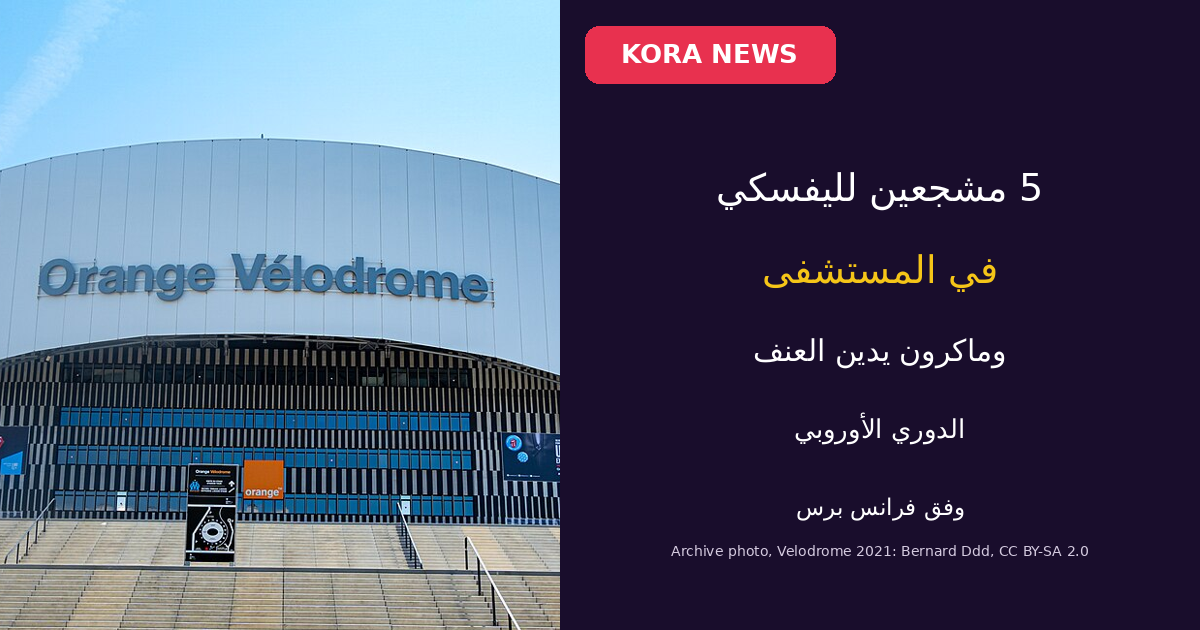 Orange Vélodrome
Orange Vélodrome
orange
KORA NEWS
5 مشجعين لليفسكي
في المستشفى
وماكرون يدين العنف
الدوري الأوروبي
وفق فرانس برس
Archive photo, Velodrome 2021: Bernard Ddd, CC BY-SA 2.0